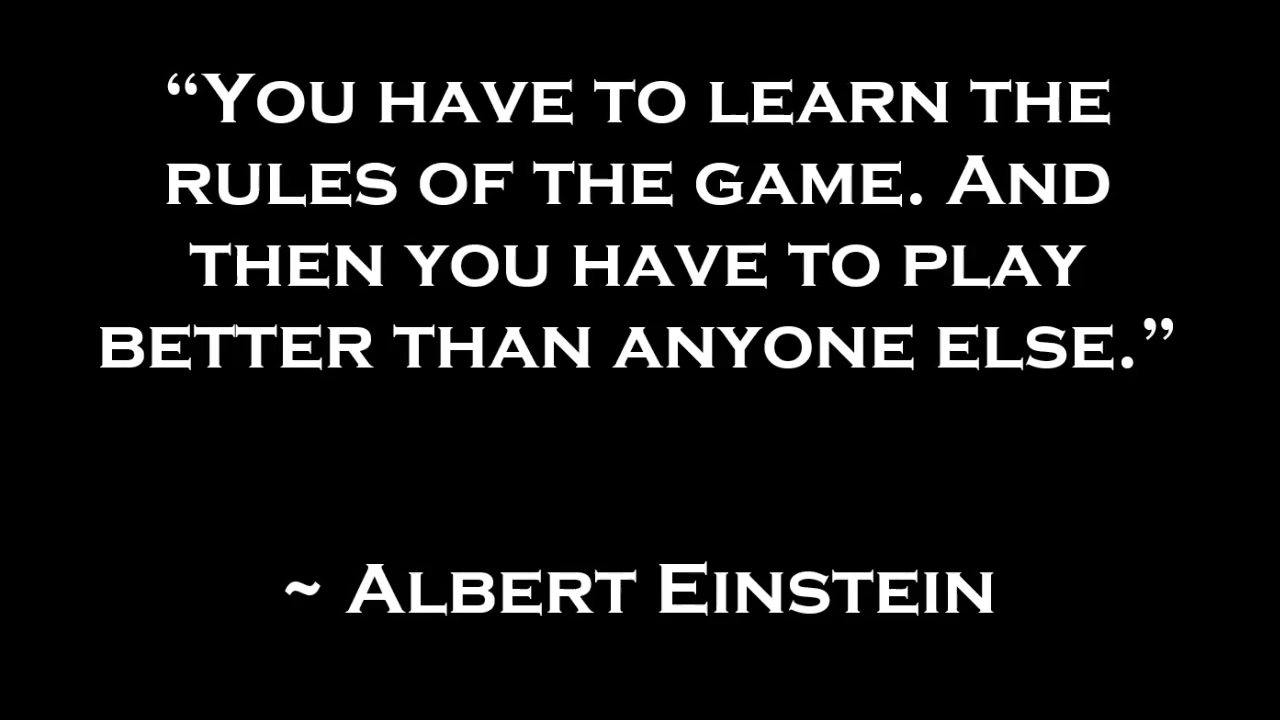 “You have to learn the
rules of the game. And
then you have to play
better than anyone else.”
~ Albert Einstein